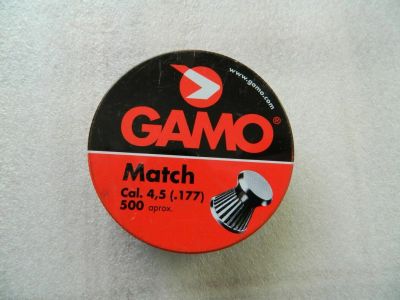 www.gamo.com
GAMO®
Match
Cal. 4,5 (.177)
500 aprox.